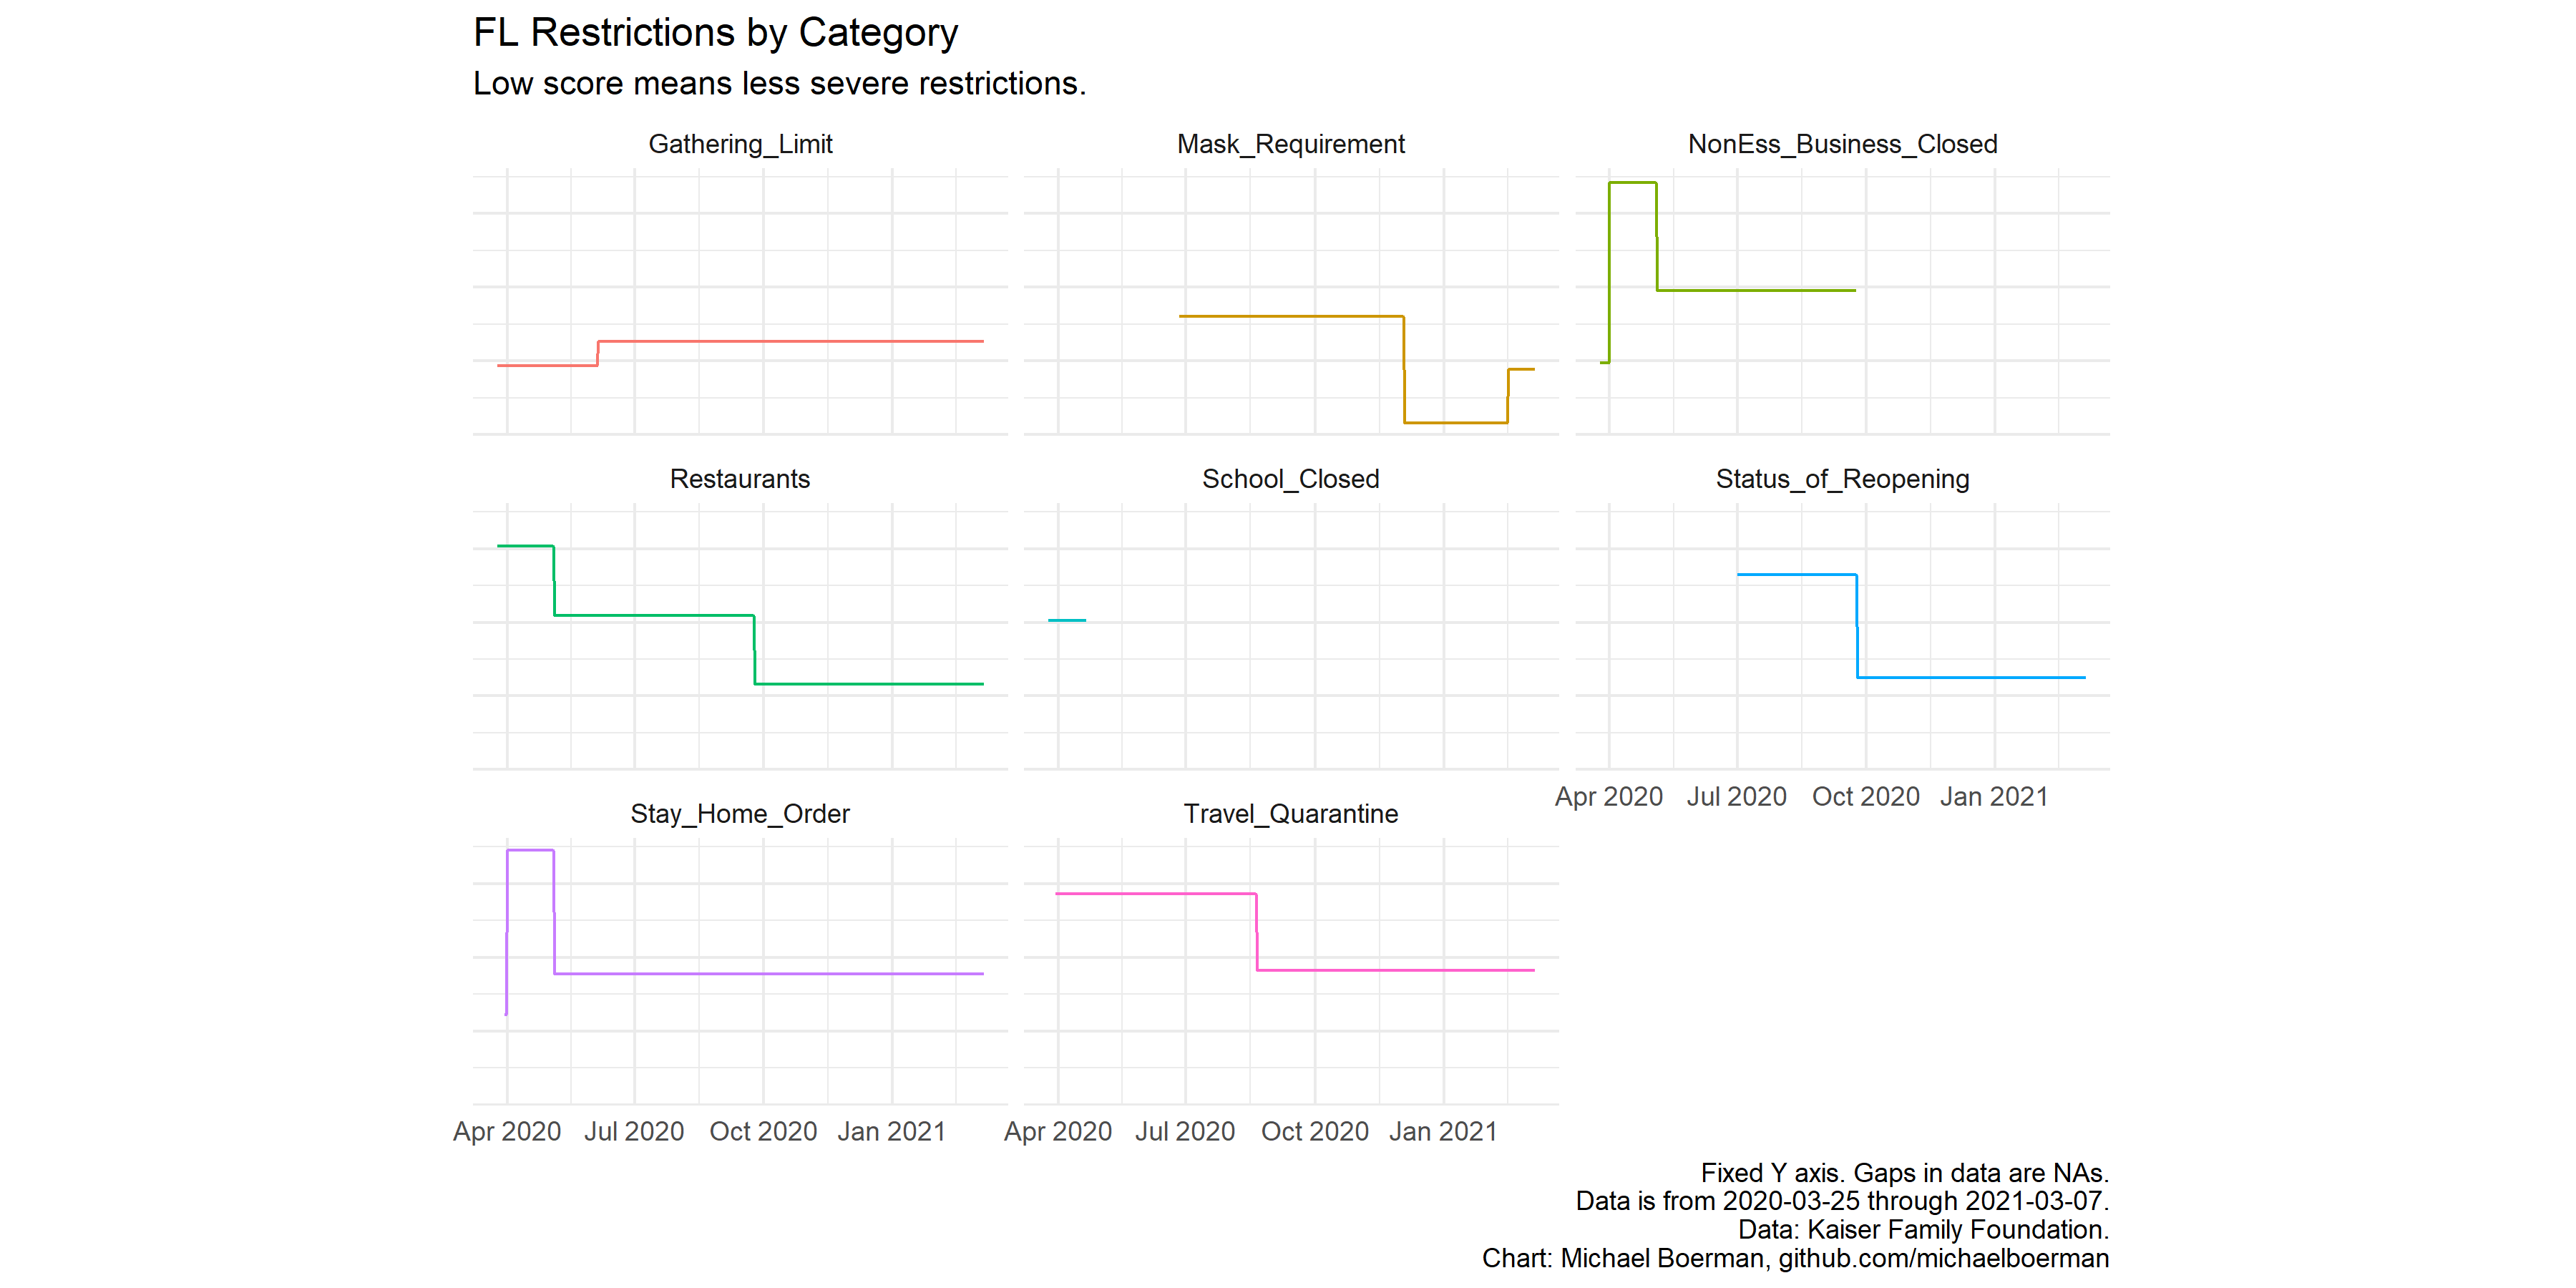 FL Restrictions by Category
Low score means less severe restrictions.
Gathering_Limit
Mask_Requirement
NonEss_Business_Closed
Restaurants
School_Closed
Status_of_Reopening
Apr 2020 Jul 2020 Oct 2020 Jan 2021
Stay_Home_Order
Travel_Quarantine
Apr 2020 Jul 2020 Oct 2020 Jan 2021
Apr 2020 Jul 2020 Oct 2020 Jan 2021
Fixed Y axis. Gaps in data are NAs.
Data is from 2020-03-25 through 2021-03-07.
Data: Kaiser Family Foundation.
Chart: Michael Boerman, github.com/michaelboerman